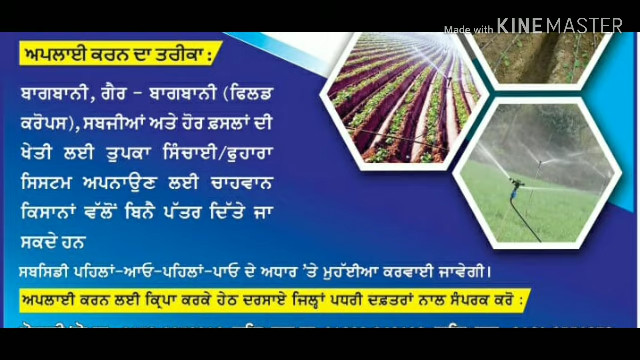 Made with KINEMASTER
ਅਪਲਾਈ ਕਰਨ ਦਾ ਤਰੀਕਾ :
ਬਾਗਬਾਨੀ, ਗੈਰ - ਬਾਗਬਾਨੀ (ਫਿਲਡ
ਕਰੋਪਸ), ਸਬਜੀਆਂ ਅਤੇ ਹੋਰ ਫ਼ਸਲਾਂ ਦੀ
ਖੇਤੀ ਲਈ ਤੁਪਕਾ ਸਿੰਚਾਈ/ਫੁਹਾਰਾ
ਸਿਸਟਮ ਅਪਨਾਉਣ ਲਈ ਚਾਹਵਾਨ
ਕਿਸਾਨਾਂ ਵੱਲੋਂ ਬਿਨੈ ਪੱਤਰ ਦਿੱਤੇ ਜਾ
ਸਕਦੇ ਹਨ
ਸਬਸਿਡੀ ਪਹਿਲਾਂ-ਆਓ-ਪਹਿਲਾਂ-ਪਾਓ ਦੇ ਅਧਾਰ 'ਤੇ ਮੁਹੱਈਆ ਕਰਵਾਈ ਜਾਵੇਗੀ।
ਅਪਲਾਈ ਕਰਨ ਲਈ ਕ੍ਰਿਪਾ ਕਰਕੇ ਹੇਠ ਦਰਸਾਏ ਜਿਲ੍ਹਾਂ ਪਧਰੀ ਦਫ਼ਤਰਾਂ ਨਾਲ ਸੰਪਰਕ ਕਰੋ :